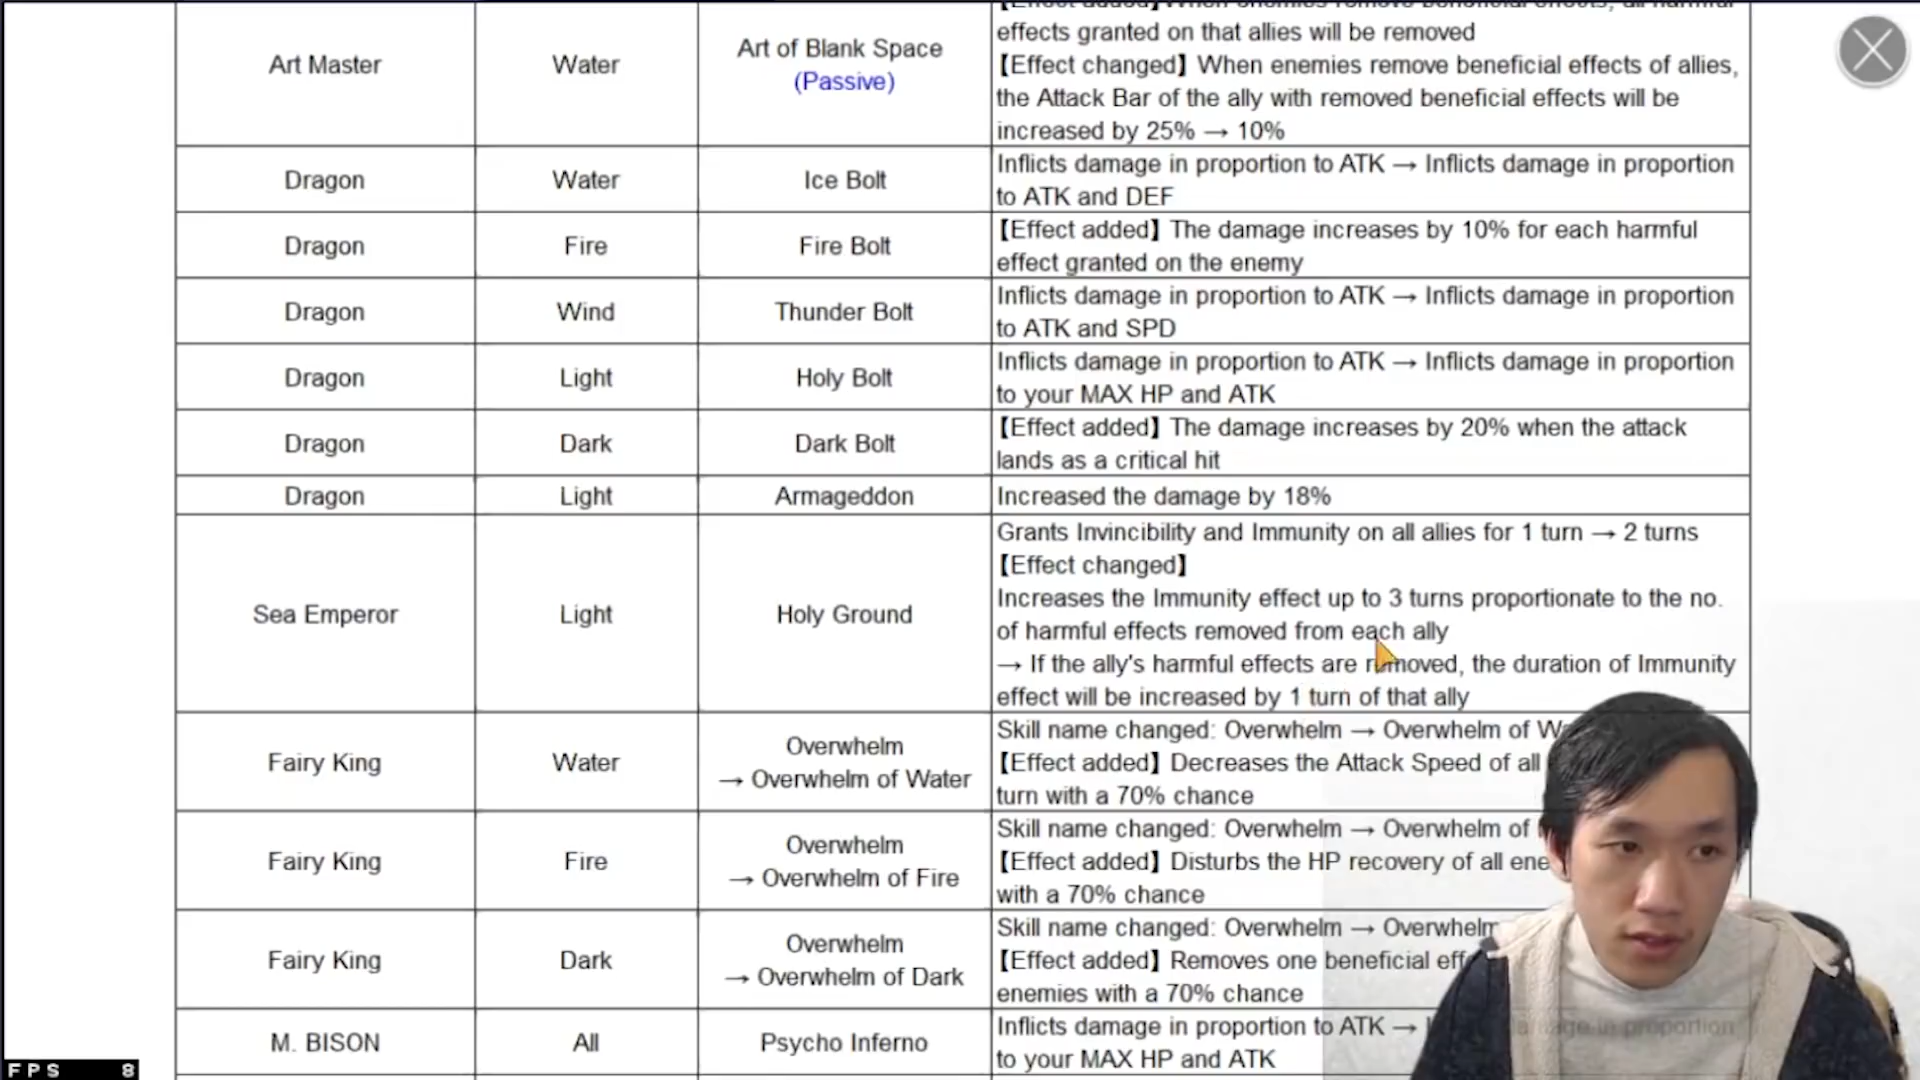 【Effect added】When enemies remove beneficial effects, all harmful
effects granted on that allies will be removed
Art Master
Water
Art of Blank Space
(Passive)
【Effect changed】 When enemies remove beneficial effects of allies,
the Attack Bar of the ally with removed beneficial effects will be
increased by 25% → 10%
Dragon
Water
Ice Bolt
Inflicts damage in proportion to ATK → Inflicts damage in proportion
to ATK and DEF
Dragon
Fire
Fire Bolt
【Effect added】 The damage increases by 10% for each harmful
effect granted on the enemy
Dragon
Wind
Thunder Bolt
Inflicts damage in proportion to ATK → Inflicts damage in proportion
to ATK and SPD
Dragon
Light
Holy Bolt
Inflicts damage in proportion to ATK → Inflicts damage in proportion
to your MAX HP and ATK
Dragon
Dark
Dark Bolt
【Effect added】 The damage increases by 20% when the attack
lands as a critical hit
Dragon
Light
Armageddon
Increased the damage by 18%
Sea Emperor
Light
Holy Ground
Grants Invincibility and Immunity on all allies for 1 turn → 2 turns
【Effect changed】
Increases the Immunity effect up to 3 turns proportionate to the no.
of harmful effects removed from each ally
→ If the ally's harmful effects are removed, the duration of Immunity
effect will be increased by 1 turn of that ally
Fairy King
Water
Overwhelm
→ Overwhelm of Water
Skill name changed: Overwhelm → Overwhelm of
【Effect added】 Decreases the Attack Speed of all
turn with a 70% chance
Fairy King
Fire
Overwhelm
→ Overwhelm of Fire
Skill name changed: Overwhelm → Overwhelm of
【Effect added】 Disturbs the HP recovery of all
with a 70% chance
Fairy King
Dark
Overwhelm
→ Overwhelm of Dark
Skill name changed: Overwhelm → Overwhelm
【Effect added】 Removes one beneficial
enemies with a 70% chance
M. BISON
All
Psycho Inferno
Inflicts damage in proportion to ATK → damage in proportion
to your MAX HP and ATK
FPS 8